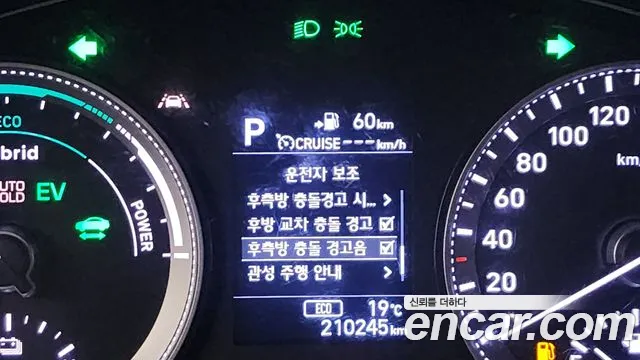 ECO
brid
AUTO
HOLD
EV
POWER
P
60km
CRUISE---km/h
운전자 보조
후측방 충돌경고 시...
후방 교차 충돌 경고
후측방 충돌 경고음
관성 주행 안내
ECO 19°C
210245km
120
100
80
60
40
20
km/
신뢰를 더하다
encar.com